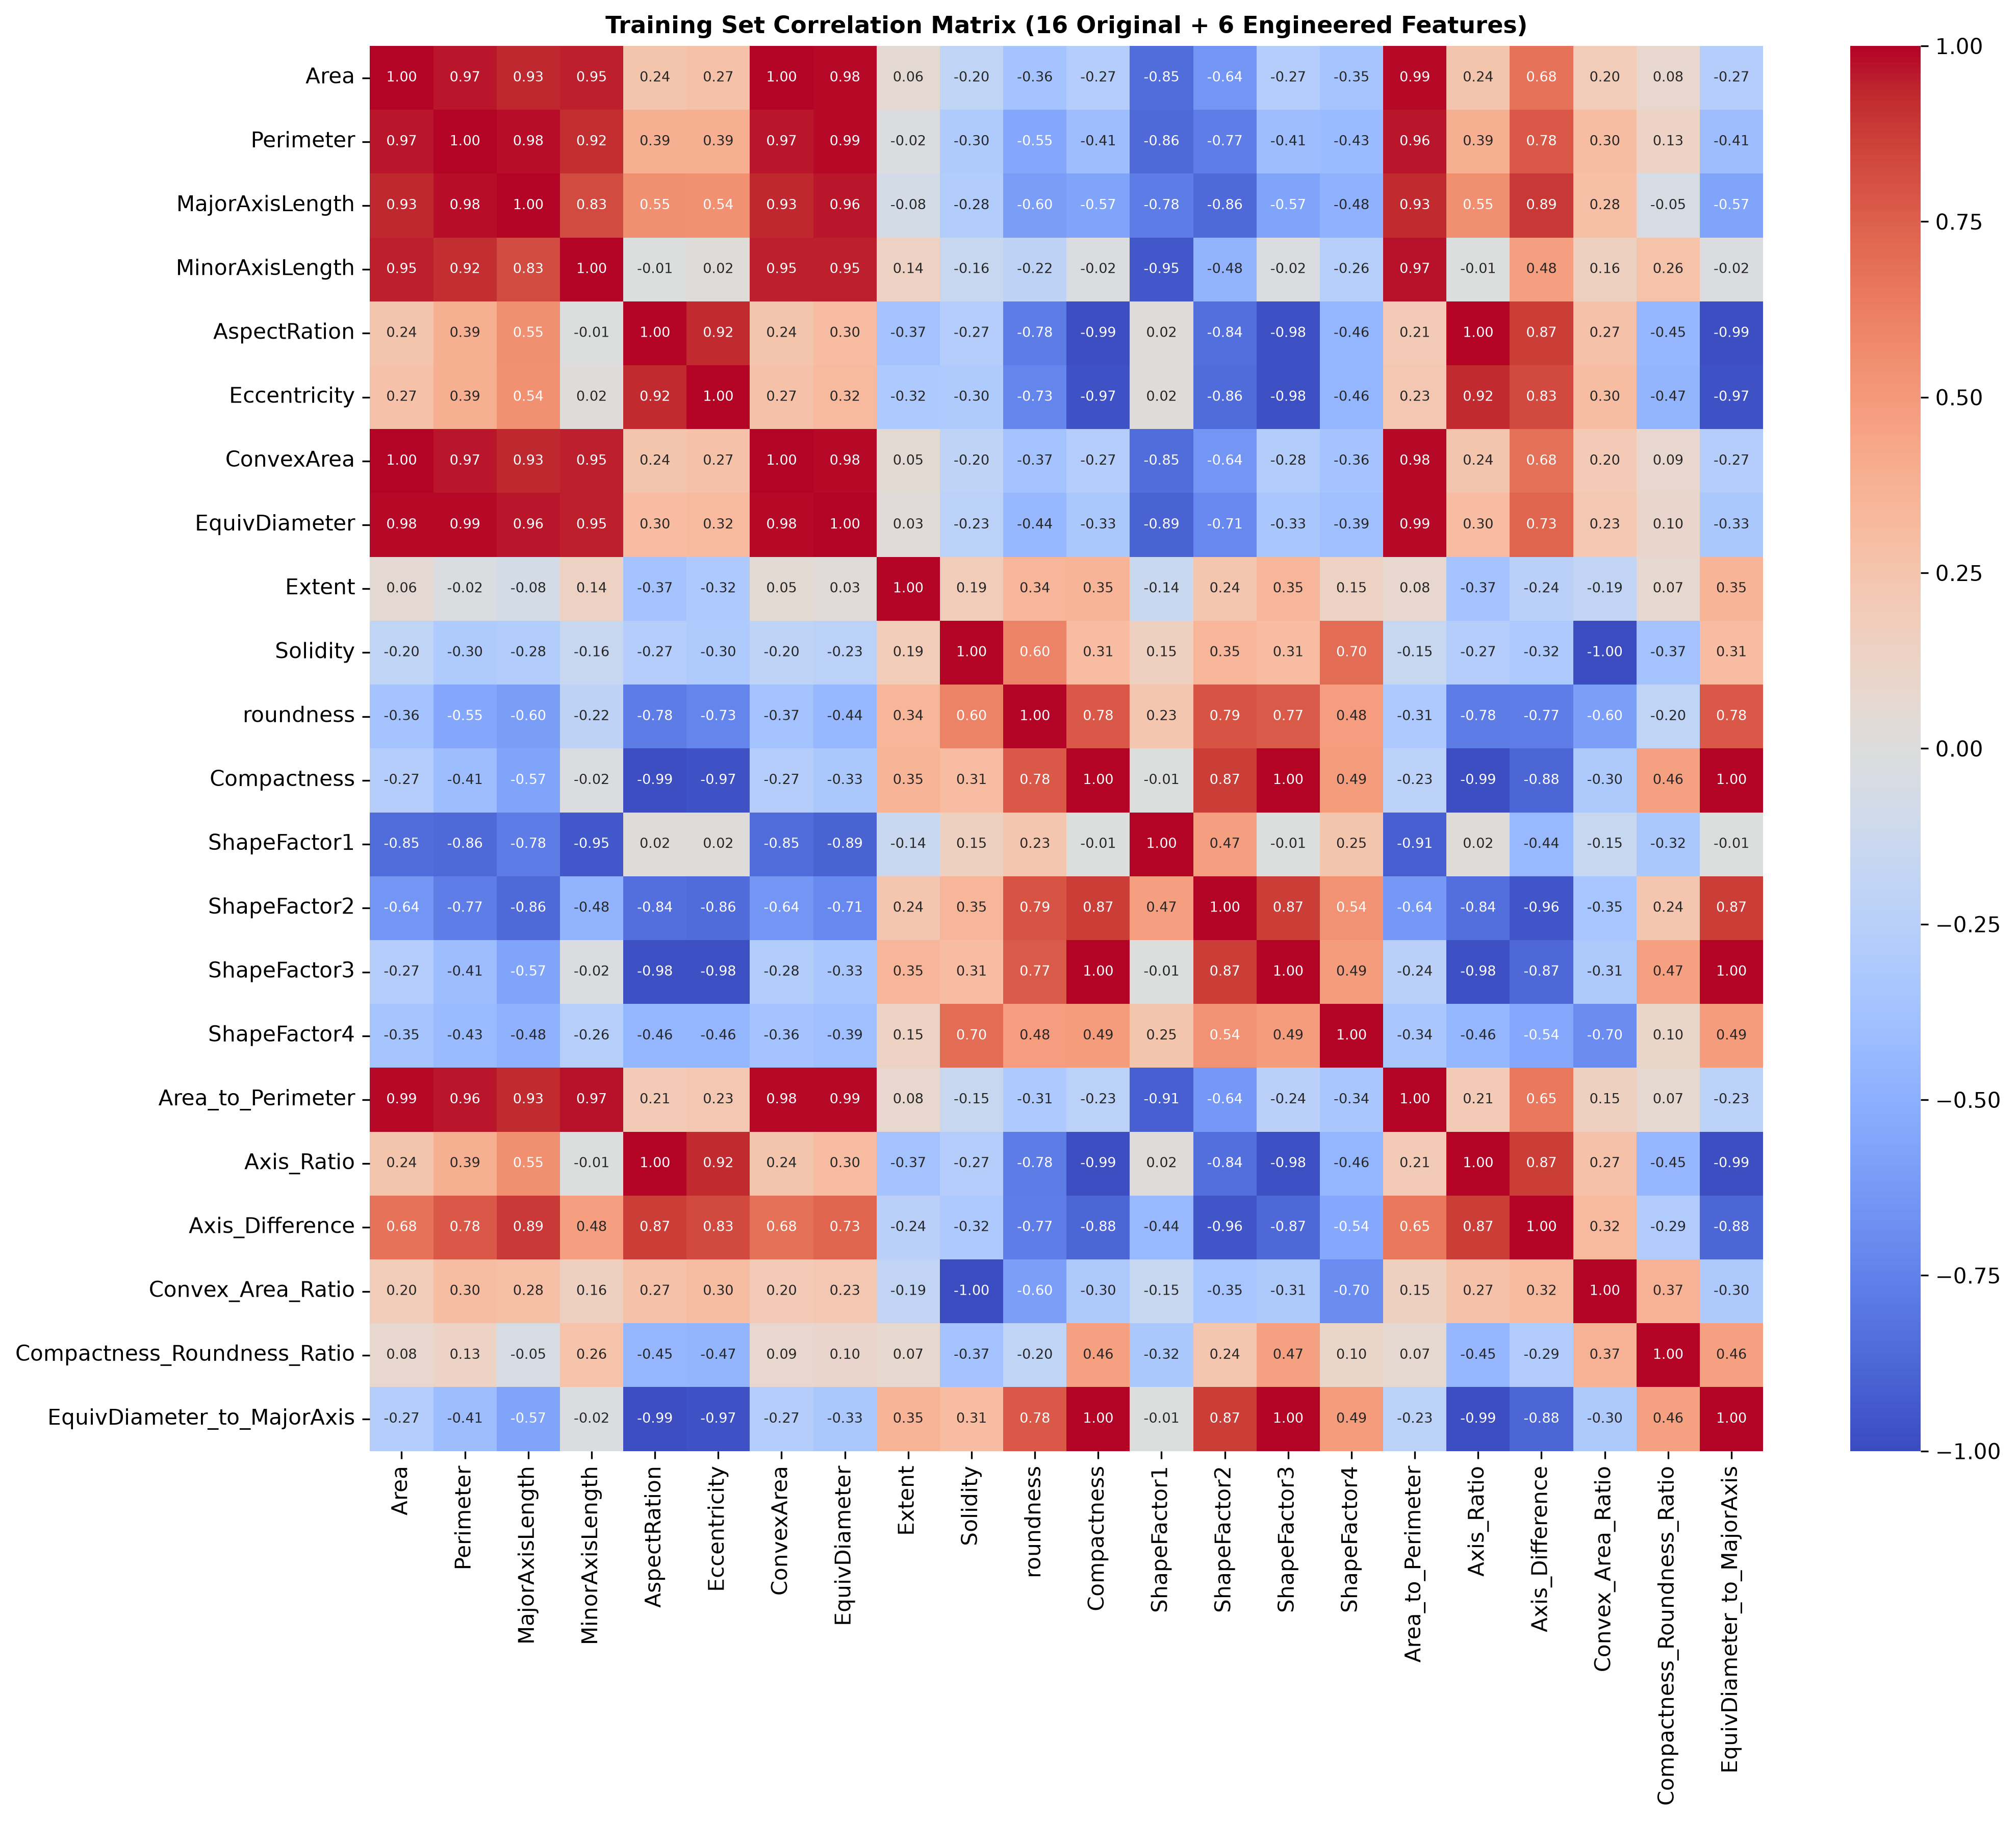 Training Set Correlation Matrix (16 Original + 6 Engineered Features)
Area 1.00 0.97 0.93 0.95 0.24 0.27 1.00 0.98 0.06 -0.20 -0.36 -0.27 -0.85 -0.64 -0.27 -0.35 0.99 0.24 0.68 0.20 0.08 -0.27
Perimeter 0.97 1.00 0.98 0.92 0.39 0.39 0.97 0.99 -0.02 -0.30 -0.55 -0.41 -0.86 -0.77 -0.41 -0.43 0.96 0.39 0.78 0.30 0.13 -0.41
MajorAxisLength 0.93 0.98 1.00 0.83 0.55 0.54 0.93 0.96 -0.08 -0.28 -0.60 -0.57 -0.78 -0.86 -0.57 -0.48 0.93 0.55 0.89 0.28 -0.05 -0.57
MinorAxisLength 0.95 0.92 0.83 1.00 -0.01 0.02 0.95 0.95 0.14 -0.16 -0.22 -0.02 -0.95 -0.48 -0.02 -0.26 0.97 -0.01 0.48 0.16 0.26 -0.02
AspectRation 0.24 0.39 0.55 -0.01 1.00 0.92 0.24 0.30 -0.37 -0.27 -0.78 -0.99 0.02 -0.84 -0.98 -0.46 0.21 1.00 0.87 0.27 -0.45 -0.99
Eccentricity 0.27 0.39 0.54 0.02 0.92 1.00 0.27 0.32 -0.32 -0.30 -0.73 -0.97 0.02 -0.86 -0.98 -0.46 0.23 0.92 0.83 0.30 -0.47 -0.97
ConvexArea 1.00 0.97 0.93 0.95 0.24 0.27 1.00 0.98 0.05 -0.20 -0.37 -0.27 -0.85 -0.64 -0.28 -0.36 0.98 0.24 0.68 0.20 0.09 -0.27
EquivDiameter 0.98 0.99 0.96 0.95 0.30 0.32 0.98 1.00 0.03 -0.23 -0.44 -0.33 -0.89 -0.71 -0.33 -0.39 0.99 0.30 0.73 0.23 0.10 -0.33
Extent 0.06 -0.02 -0.08 0.14 -0.37 -0.32 0.05 0.03 1.00 0.19 0.34 0.35 -0.14 0.24 0.35 0.15 0.08 -0.37 -0.24 -0.19 0.07 0.35
Solidity -0.20 -0.30 -0.28 -0.16 -0.27 -0.30 -0.20 -0.23 0.19 1.00 0.60 0.31 0.15 0.35 0.31 0.70 -0.15 -0.27 -0.32 -1.00 -0.37 0.31
roundness -0.36 -0.55 -0.60 -0.22 -0.78 -0.73 -0.37 -0.44 0.34 0.60 1.00 0.78 0.23 0.79 0.77 0.48 -0.31 -0.78 -0.77 -0.60 -0.20 0.78
Compactness -0.27 -0.41 -0.57 -0.02 -0.99 -0.97 -0.27 -0.33 0.35 0.31 0.78 1.00 -0.01 0.87 1.00 0.49 -0.23 -0.99 -0.88 -0.30 0.46 1.00
ShapeFactor1 -0.85 -0.86 -0.78 -0.95 0.02 0.02 -0.85 -0.89 -0.14 0.15 0.23 -0.01 1.00 0.47 -0.01 0.25 -0.91 0.02 -0.44 -0.15 -0.32 -0.01
ShapeFactor2 -0.64 -0.77 -0.86 -0.48 -0.84 -0.86 -0.64 -0.71 0.24 0.35 0.79 0.87 0.47 1.00 0.87 0.54 -0.64 -0.84 -0.96 -0.35 0.24 0.87
ShapeFactor3 -0.27 -0.41 -0.57 -0.02 -0.98 -0.98 -0.28 -0.33 0.35 0.31 0.77 1.00 -0.01 0.87 1.00 0.49 -0.24 -0.98 -0.87 -0.31 0.47 1.00
ShapeFactor4 -0.35 -0.43 -0.48 -0.26 -0.46 -0.46 -0.36 -0.39 0.15 0.70 0.48 0.49 0.25 0.54 0.49 1.00 -0.34 -0.46 -0.54 -0.70 0.10 0.49
Area_to_Perimeter 0.99 0.96 0.93 0.97 0.21 0.23 0.98 0.99 0.08 -0.15 -0.31 -0.23 -0.91 -0.64 -0.24 -0.34 1.00 0.21 0.65 0.15 0.07 -0.23
Axis_Ratio 0.24 0.39 0.55 -0.01 1.00 0.92 0.24 0.30 -0.37 -0.27 -0.78 -0.99 0.02 -0.84 -0.98 -0.46 0.21 1.00 0.87 0.27 -0.45 -0.99
Axis_Difference 0.68 0.78 0.89 0.48 0.87 0.83 0.68 0.73 -0.24 -0.32 -0.77 -0.88 -0.44 -0.96 -0.87 -0.54 0.65 0.87 1.00 0.32 -0.29 -0.88
Convex_Area_Ratio 0.20 0.30 0.28 0.16 0.27 0.30 0.20 0.23 -0.19 -1.00 -0.60 -0.30 -0.15 -0.35 -0.31 -0.70 0.15 0.27 0.32 1.00 0.37 -0.30
Compactness_Roundness_Ratio 0.08 0.13 -0.05 0.26 -0.45 -0.47 0.09 0.10 0.07 -0.37 -0.20 0.46 -0.32 0.24 0.47 0.10 0.07 -0.45 -0.29 0.37 1.00 0.46
EquivDiameter_to_MajorAxis -0.27 -0.41 -0.57 -0.02 -0.99 -0.97 -0.27 -0.33 0.35 0.31 0.78 1.00 -0.01 0.87 1.00 0.49 -0.23 -0.99 -0.88 -0.30 0.46 1.00
Area
Perimeter
MajorAxisLength
MinorAxisLength
AspectRation
Eccentricity
ConvexArea
EquivDiameter
Extent
Solidity
roundness
Compactness
ShapeFactor1
ShapeFactor2
ShapeFactor3
ShapeFactor4
Area_to_Perimeter
Axis_Ratio
Axis_Difference
Convex_Area_Ratio
Compactness_Roundness_Ratio
EquivDiameter_to_MajorAxis
1.00
0.75
0.50
0.25
0.00
−0.25
−0.50
−0.75
−1.00